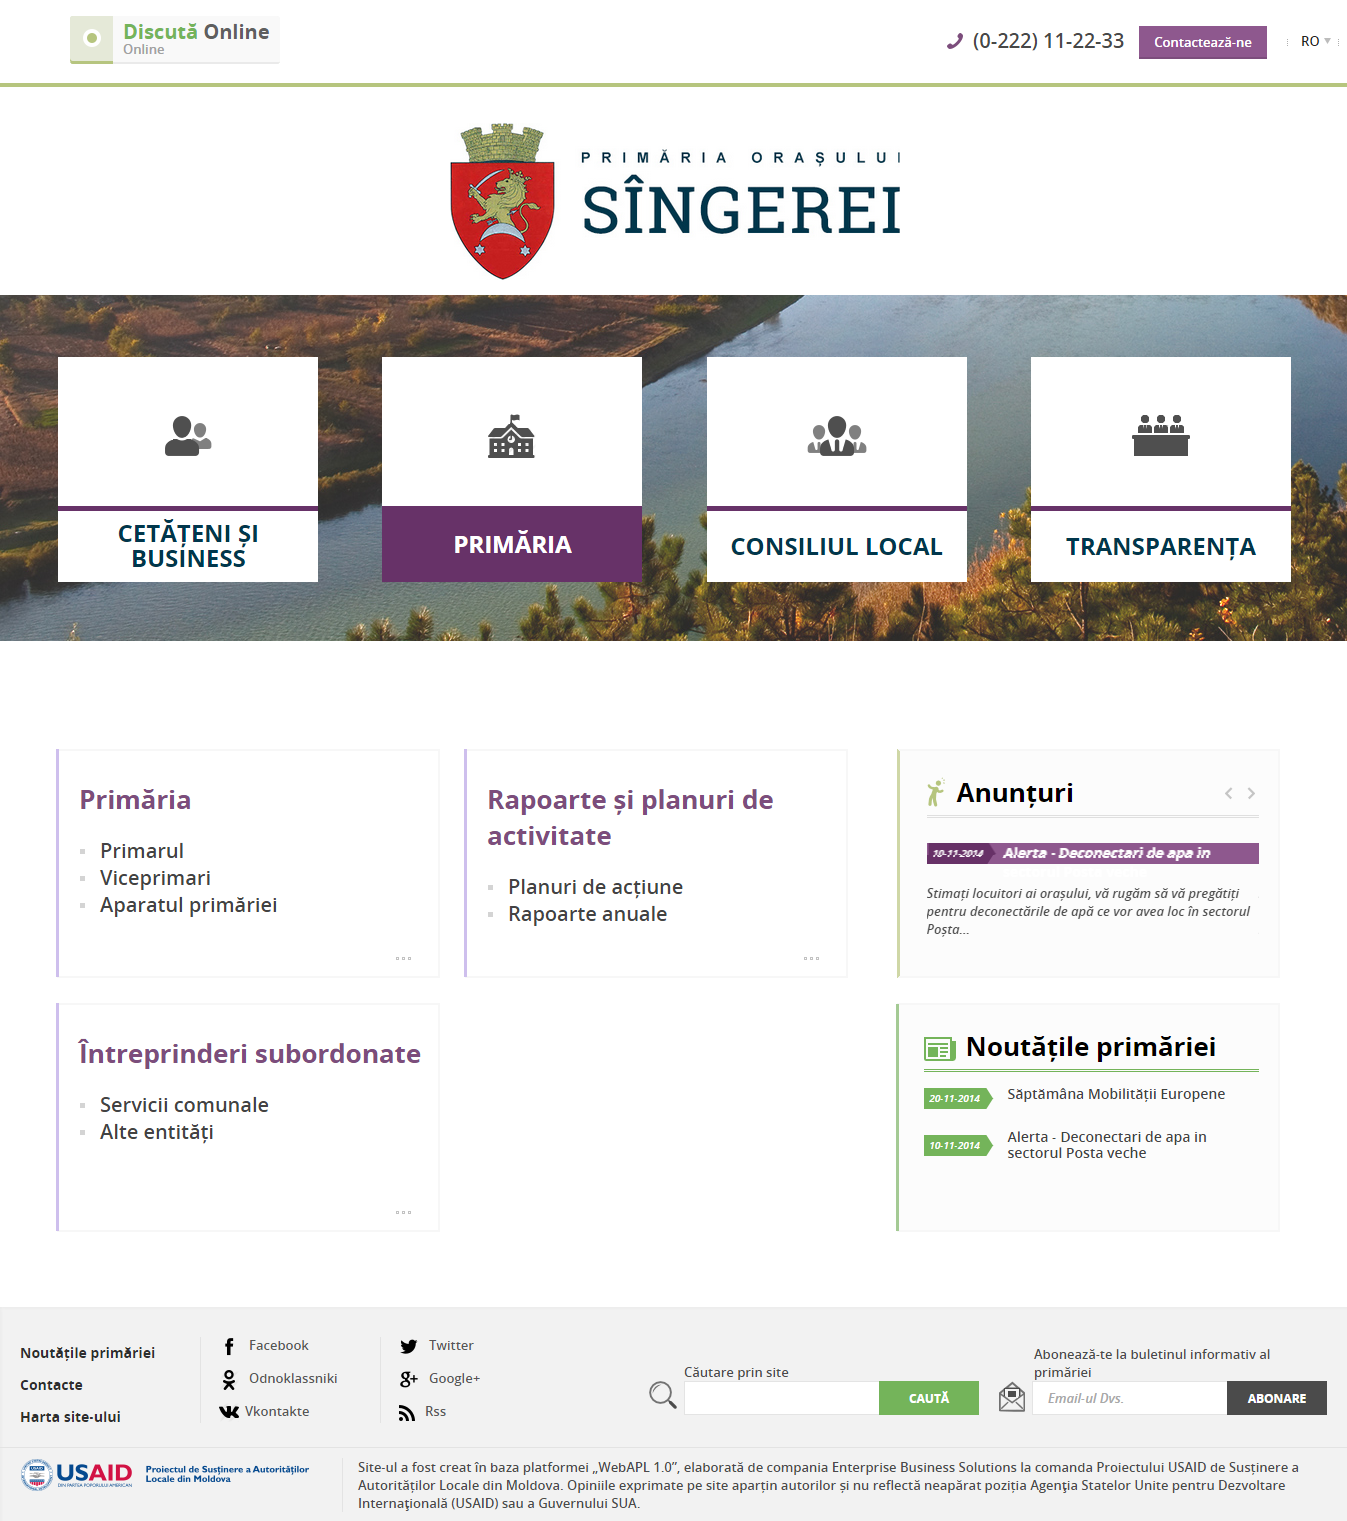 Discută Online
Online
(0-222) 11-22-33
Contactează-ne
RO
PRIMĂRIA ORAȘULUI
SÎNGEREI
CETĂȚENI ȘI
BUSINESS
PRIMĂRIA
CONSILIUL LOCAL
TRANSPARENȚA
Primăria
Primarul
Viceprimari
Aparatul primăriei
Rapoarte și planuri de
activitate
Planuri de acțiune
Rapoarte anuale
Anunțuri
10-11-2014
Alerta - Deconectari de apa in
Stimați locuitori ai orașului, vă rugăm să vă pregătiți
pentru deconectările de apă ce vor avea loc în sectorul
Poșta...
Întreprinderi subordonate
Servicii comunale
Alte entități
Noutățile primăriei
20-11-2014
Săptămâna Mobilității Europene
10-11-2014
Alerta - Deconectari de apa in
sectorul Posta veche
Noutățile primăriei
Contacte
Harta site-ului
Facebook
Odnoklassniki
Vkontakte
Twitter
Google+
Rss
Căutare prin site
CAUTĂ
Abonează-te la buletinul informativ al
primăriei
Email-ul Dvs.
ABONARE
USAID
DIN PARTEA POPORULUI AMERICAN
Proiectul de Susținere a Autorităților
Locale din Moldova
Site-ul a fost creat în baza platformei „WebAPL 1.0”, elaborată de compania Enterprise Business Solutions la comanda Proiectului USAID de Susținere a
Autorităților Locale din Moldova. Opiniile exprimate pe site aparțin autorilor și nu reflectă neapărat poziția Agenţia Statelor Unite pentru Dezvoltare
Internaţională (USAID) sau a Guvernului SUA.